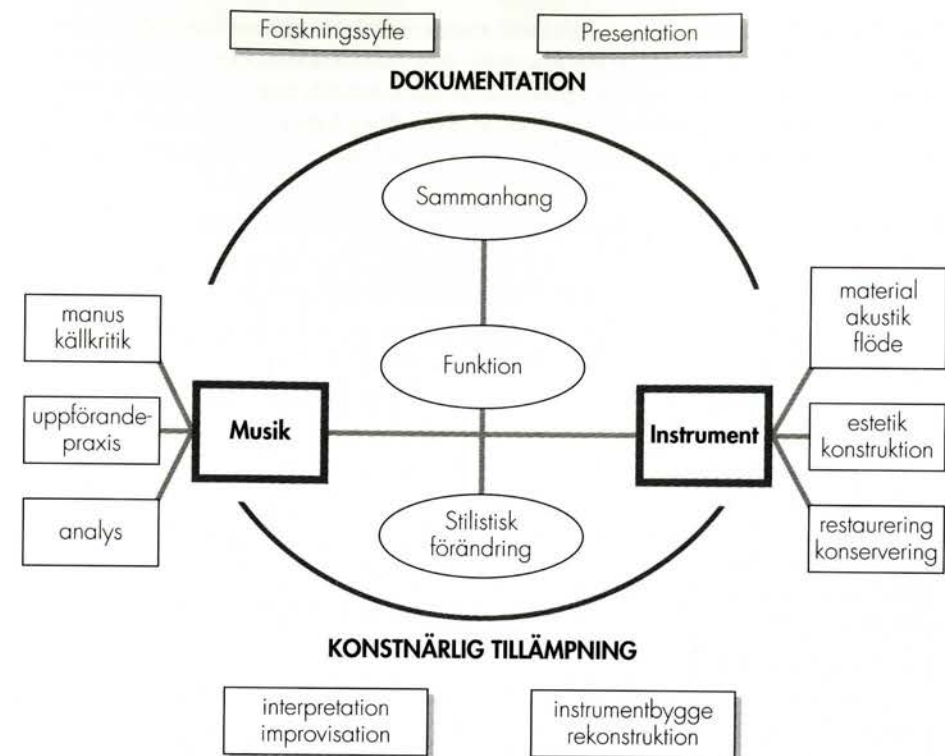 Forskningssyfte
Presentation
DOKUMENTATION
Sammanhang
manus
källkritik
material
akustik
flöde
Funktion
uppförande-
praxis
Musik
Instrument
estetik
konstruktion
analys
Stilistisk
förändring
restaurering
konservering
KONSTNÄRLIG TILLÄMPNING
interpretation
improvisation
instrumentbygge
rekonstruktion